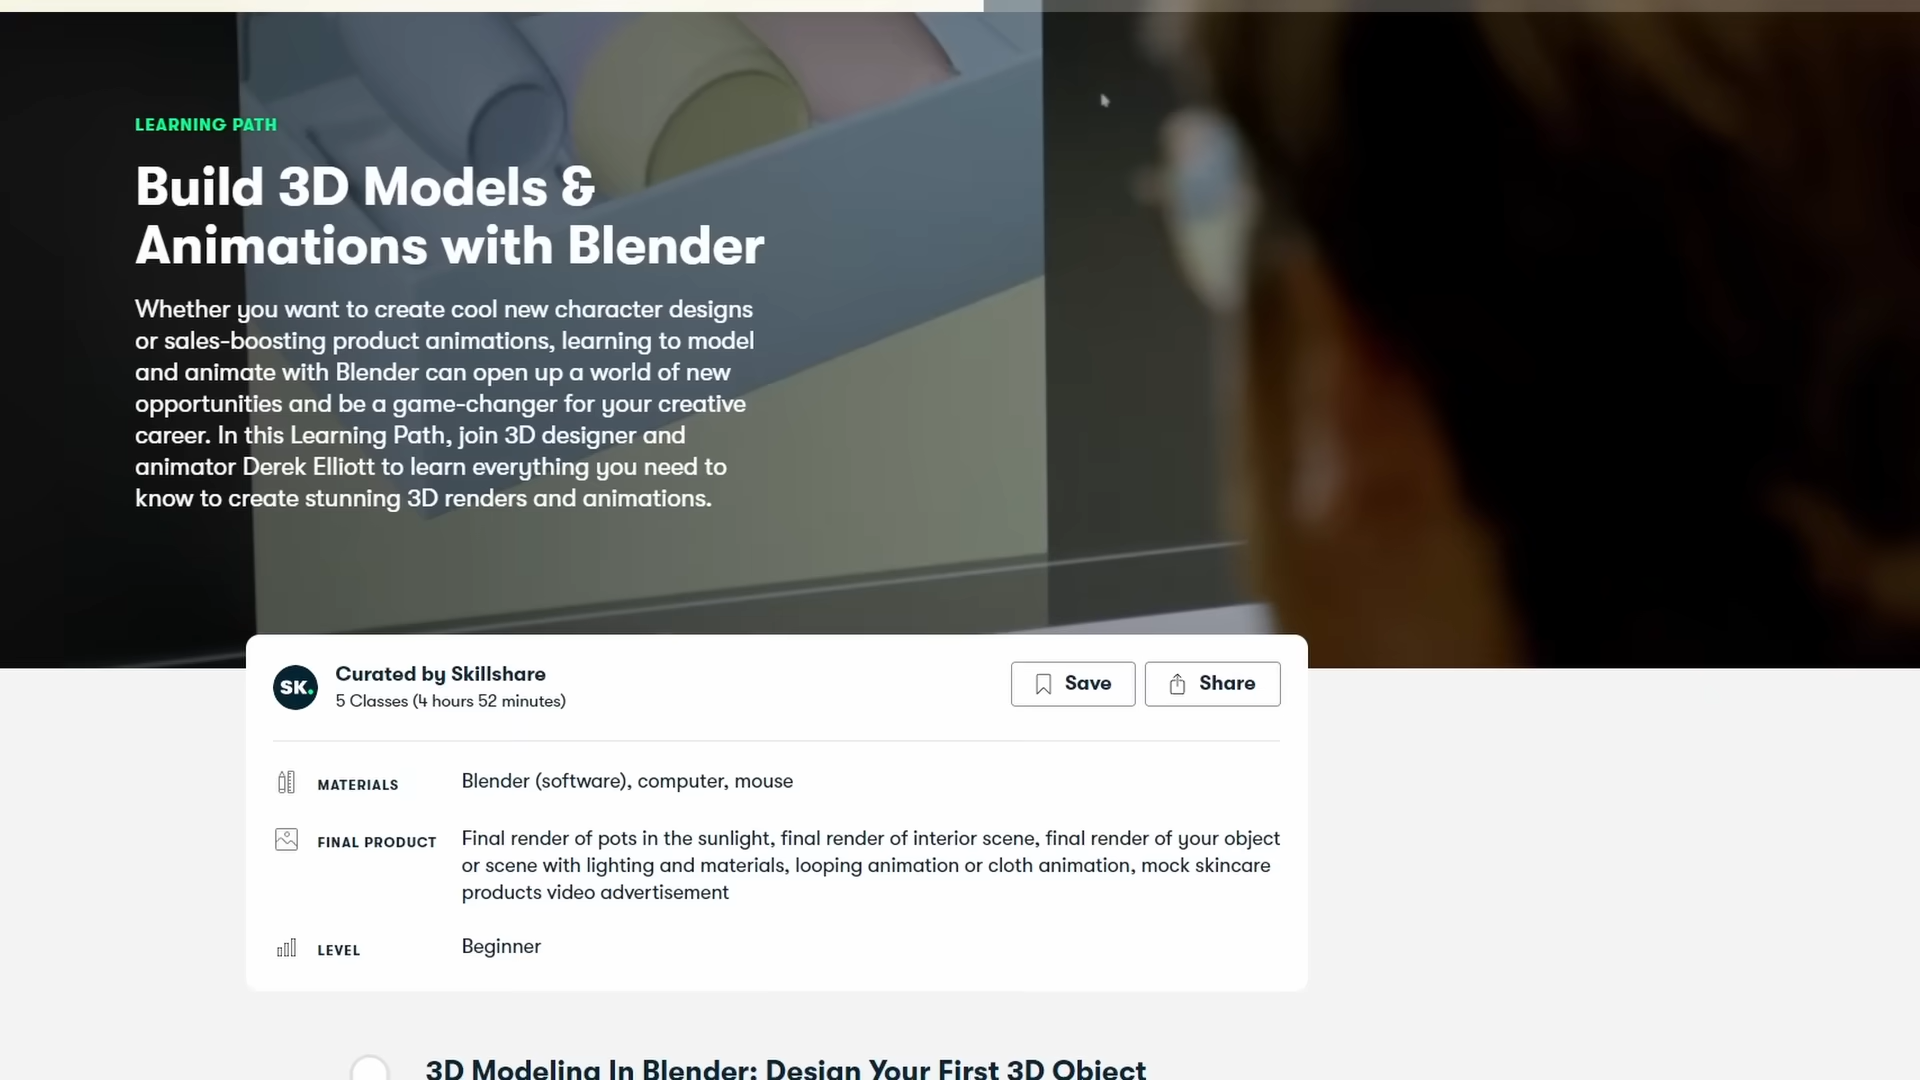 LEARNING PATH
Build 3D Models &
Animations with Blender
Whether you want to create cool new character designs
or sales-boosting product animations, learning to model
and animate with Blender can open up a world of new
opportunities and be a game-changer for your creative
career. In this Learning Path, join 3D designer and
animator Derek Elliott to learn everything you need to
know to create stunning 3D renders and animations.
SK.
Curated by Skillshare
5 Classes (4 hours 52 minutes)
Save
Share
MATERIALS
Blender (software), computer, mouse
FINAL PRODUCT
Final render of pots in the sunlight, final render of interior scene, final render of your object
or scene with lighting and materials, looping animation or cloth animation, mock skincare
products video advertisement
LEVEL
Beginner
3D Modeling In Blender: Design Your First 3D Object